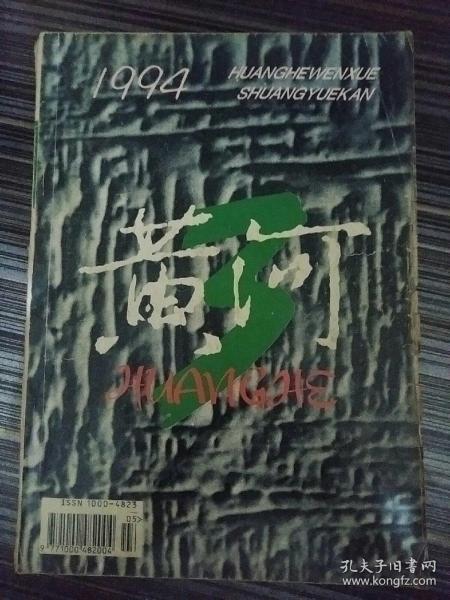 1994
HUANGHEWENXUE
SHUANGYUEKAN
3
黄河
HUANGHE
ISSN 1000-4823
05>
9 771000 482004
孔夫子旧书网
www.kongfz.com